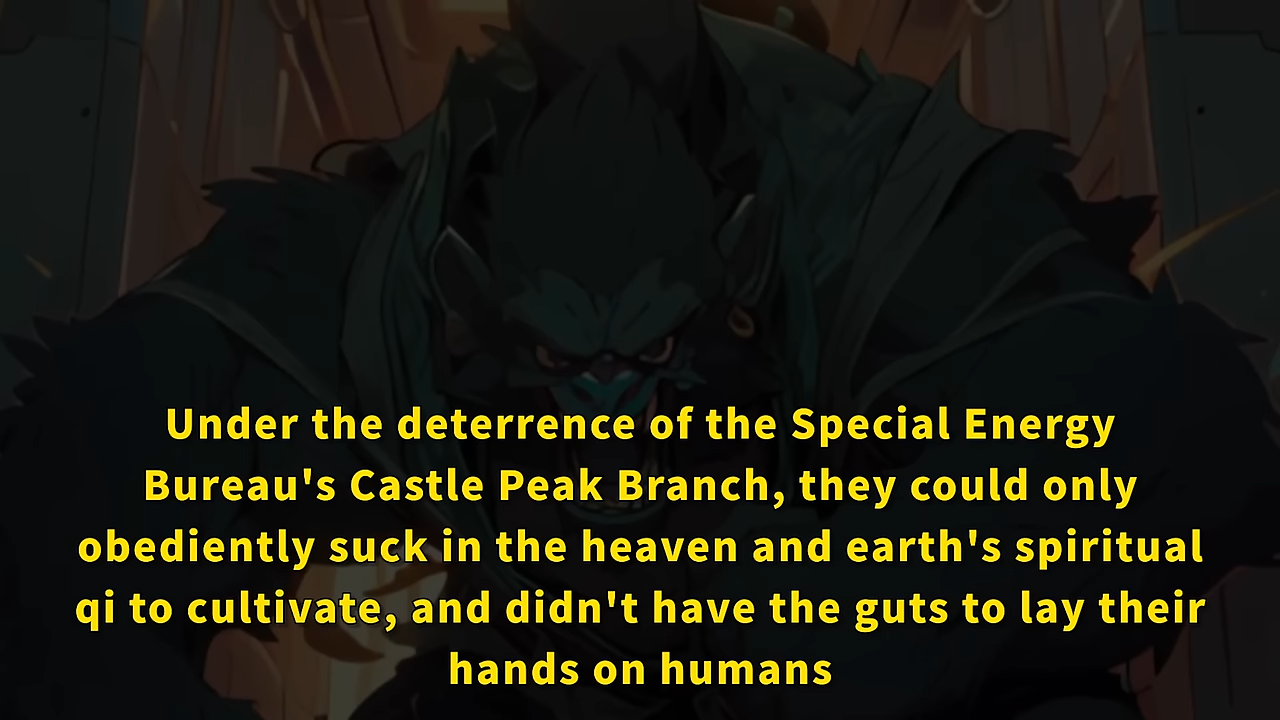 Under the deterrence of the Special Energy
Bureau's Castle Peak Branch, they could only
obediently suck in the heaven and earth's spiritual
qi to cultivate, and didn't have the guts to lay their
hands on humans